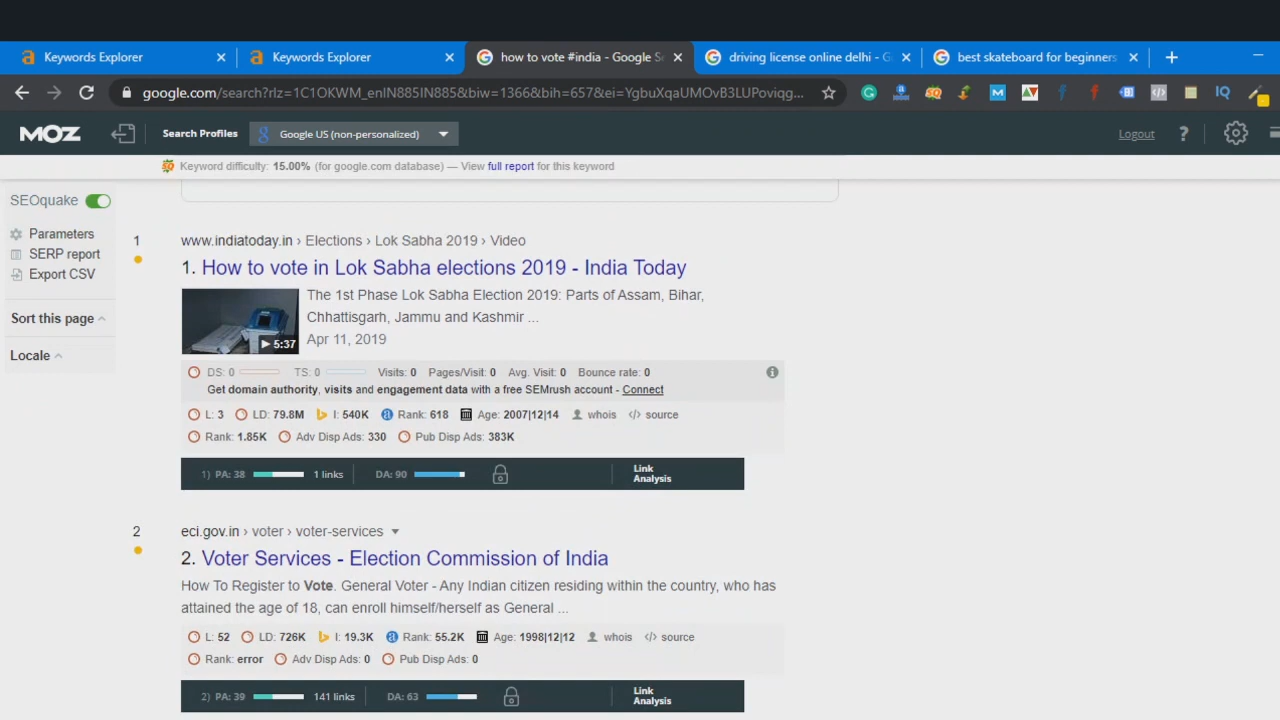 Keywords Explorer
Keywords Explorer
how to vote #india - Google Se
driving license online delhi - G
best skateboard for beginners
google.com/search?rlz=1C1OKWM_enIN885IN885&biw=1366&bih=657&ei=YgbuXqaUMOvB3LUPoviqg...
MOZ
Search Profiles
Google US (non-personalized)
Logout
?
Keyword difficulty: 15.00% (for google.com database) — View full report for this keyword
SEOquake
Parameters
SERP report
Export CSV
Sort this page
Locale
1
www.indiatoday.in › Elections › Lok Sabha 2019 › Video
1. How to vote in Lok Sabha elections 2019 - India Today
The 1st Phase Lok Sabha Election 2019: Parts of Assam, Bihar,
Chhattisgarh, Jammu and Kashmir ...
5:37
Apr 11, 2019
DS: 0 TS: 0 Visits: 0 Pages/Visit: 0 Avg. Visit: 0 Bounce rate: 0
Get domain authority, visits and engagement data with a free SEMrush account - Connect
L: 3 LD: 79.8M I: 540K Rank: 618 Age: 2007|12|14 whois </> source
Rank: 1.85K Adv Disp Ads: 330 Pub Disp Ads: 383K
1) PA: 38 1 links DA: 90 Link
Analysis
2
eci.gov.in › voter › voter-services
2. Voter Services - Election Commission of India
How To Register to Vote. General Voter - Any Indian citizen residing within the country, who has
attained the age of 18, can enroll himself/herself as General ...
L: 52 LD: 726K I: 19.3K Rank: 55.2K Age: 1998|12|12 whois </> source
Rank: error Adv Disp Ads: 0 Pub Disp Ads: 0
2) PA: 39 141 links DA: 63 Link
Analysis